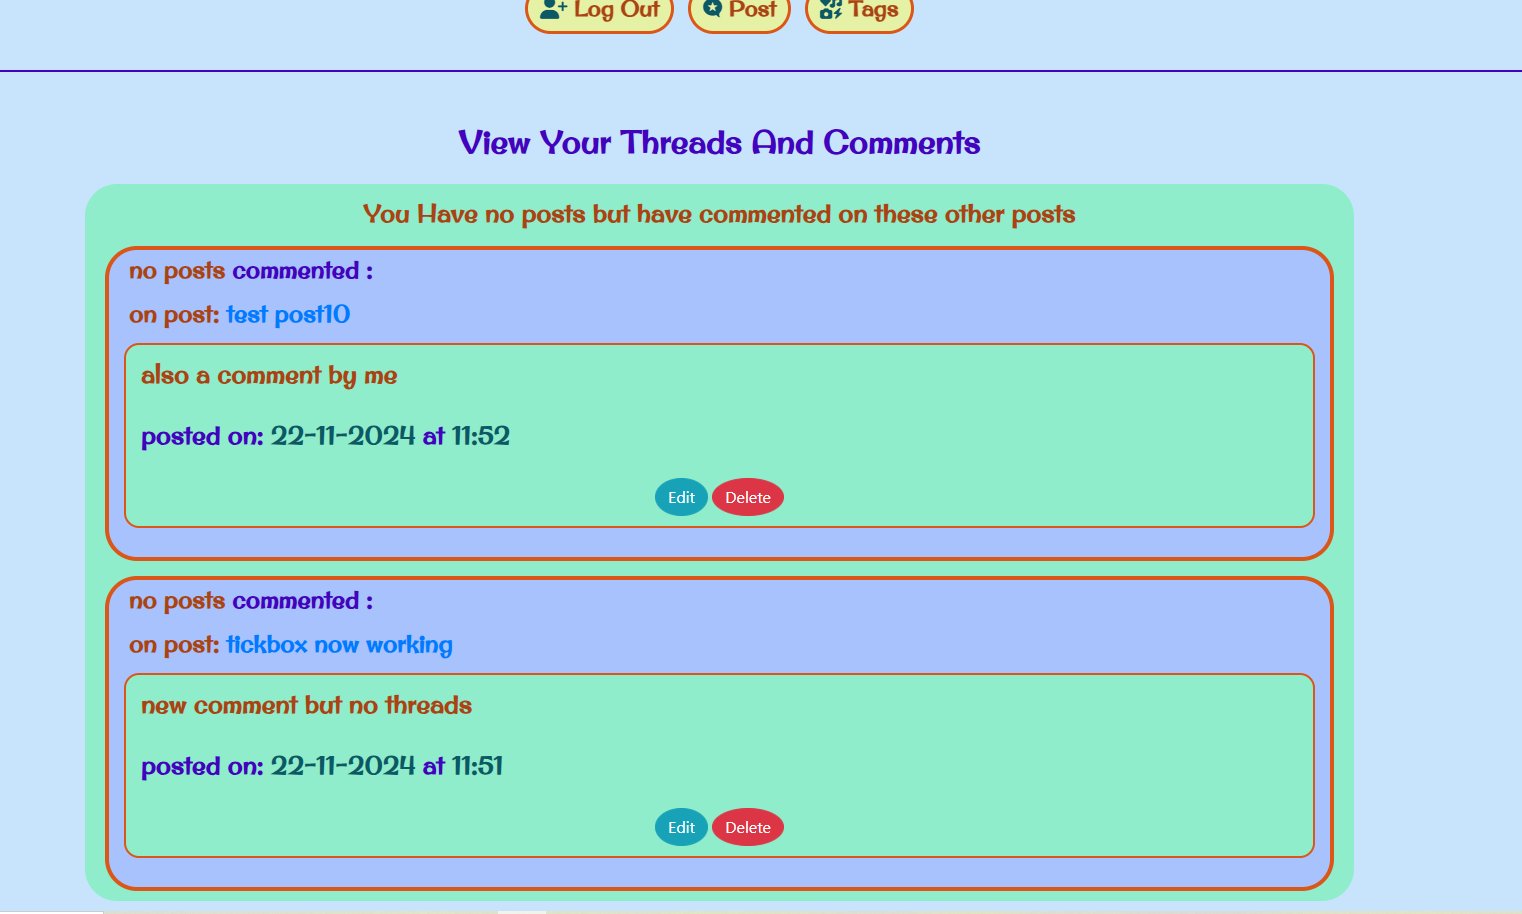 Log Out Post Tags
View Your Threads And Comments
You Have no posts but have commented on these other posts
no posts commented :
on post: test post10
also a comment by me
posted on: 22-11-2024 at 11:52
Edit Delete
no posts commented :
on post: tickbox now working
new comment but no threads
posted on: 22-11-2024 at 11:51
Edit Delete